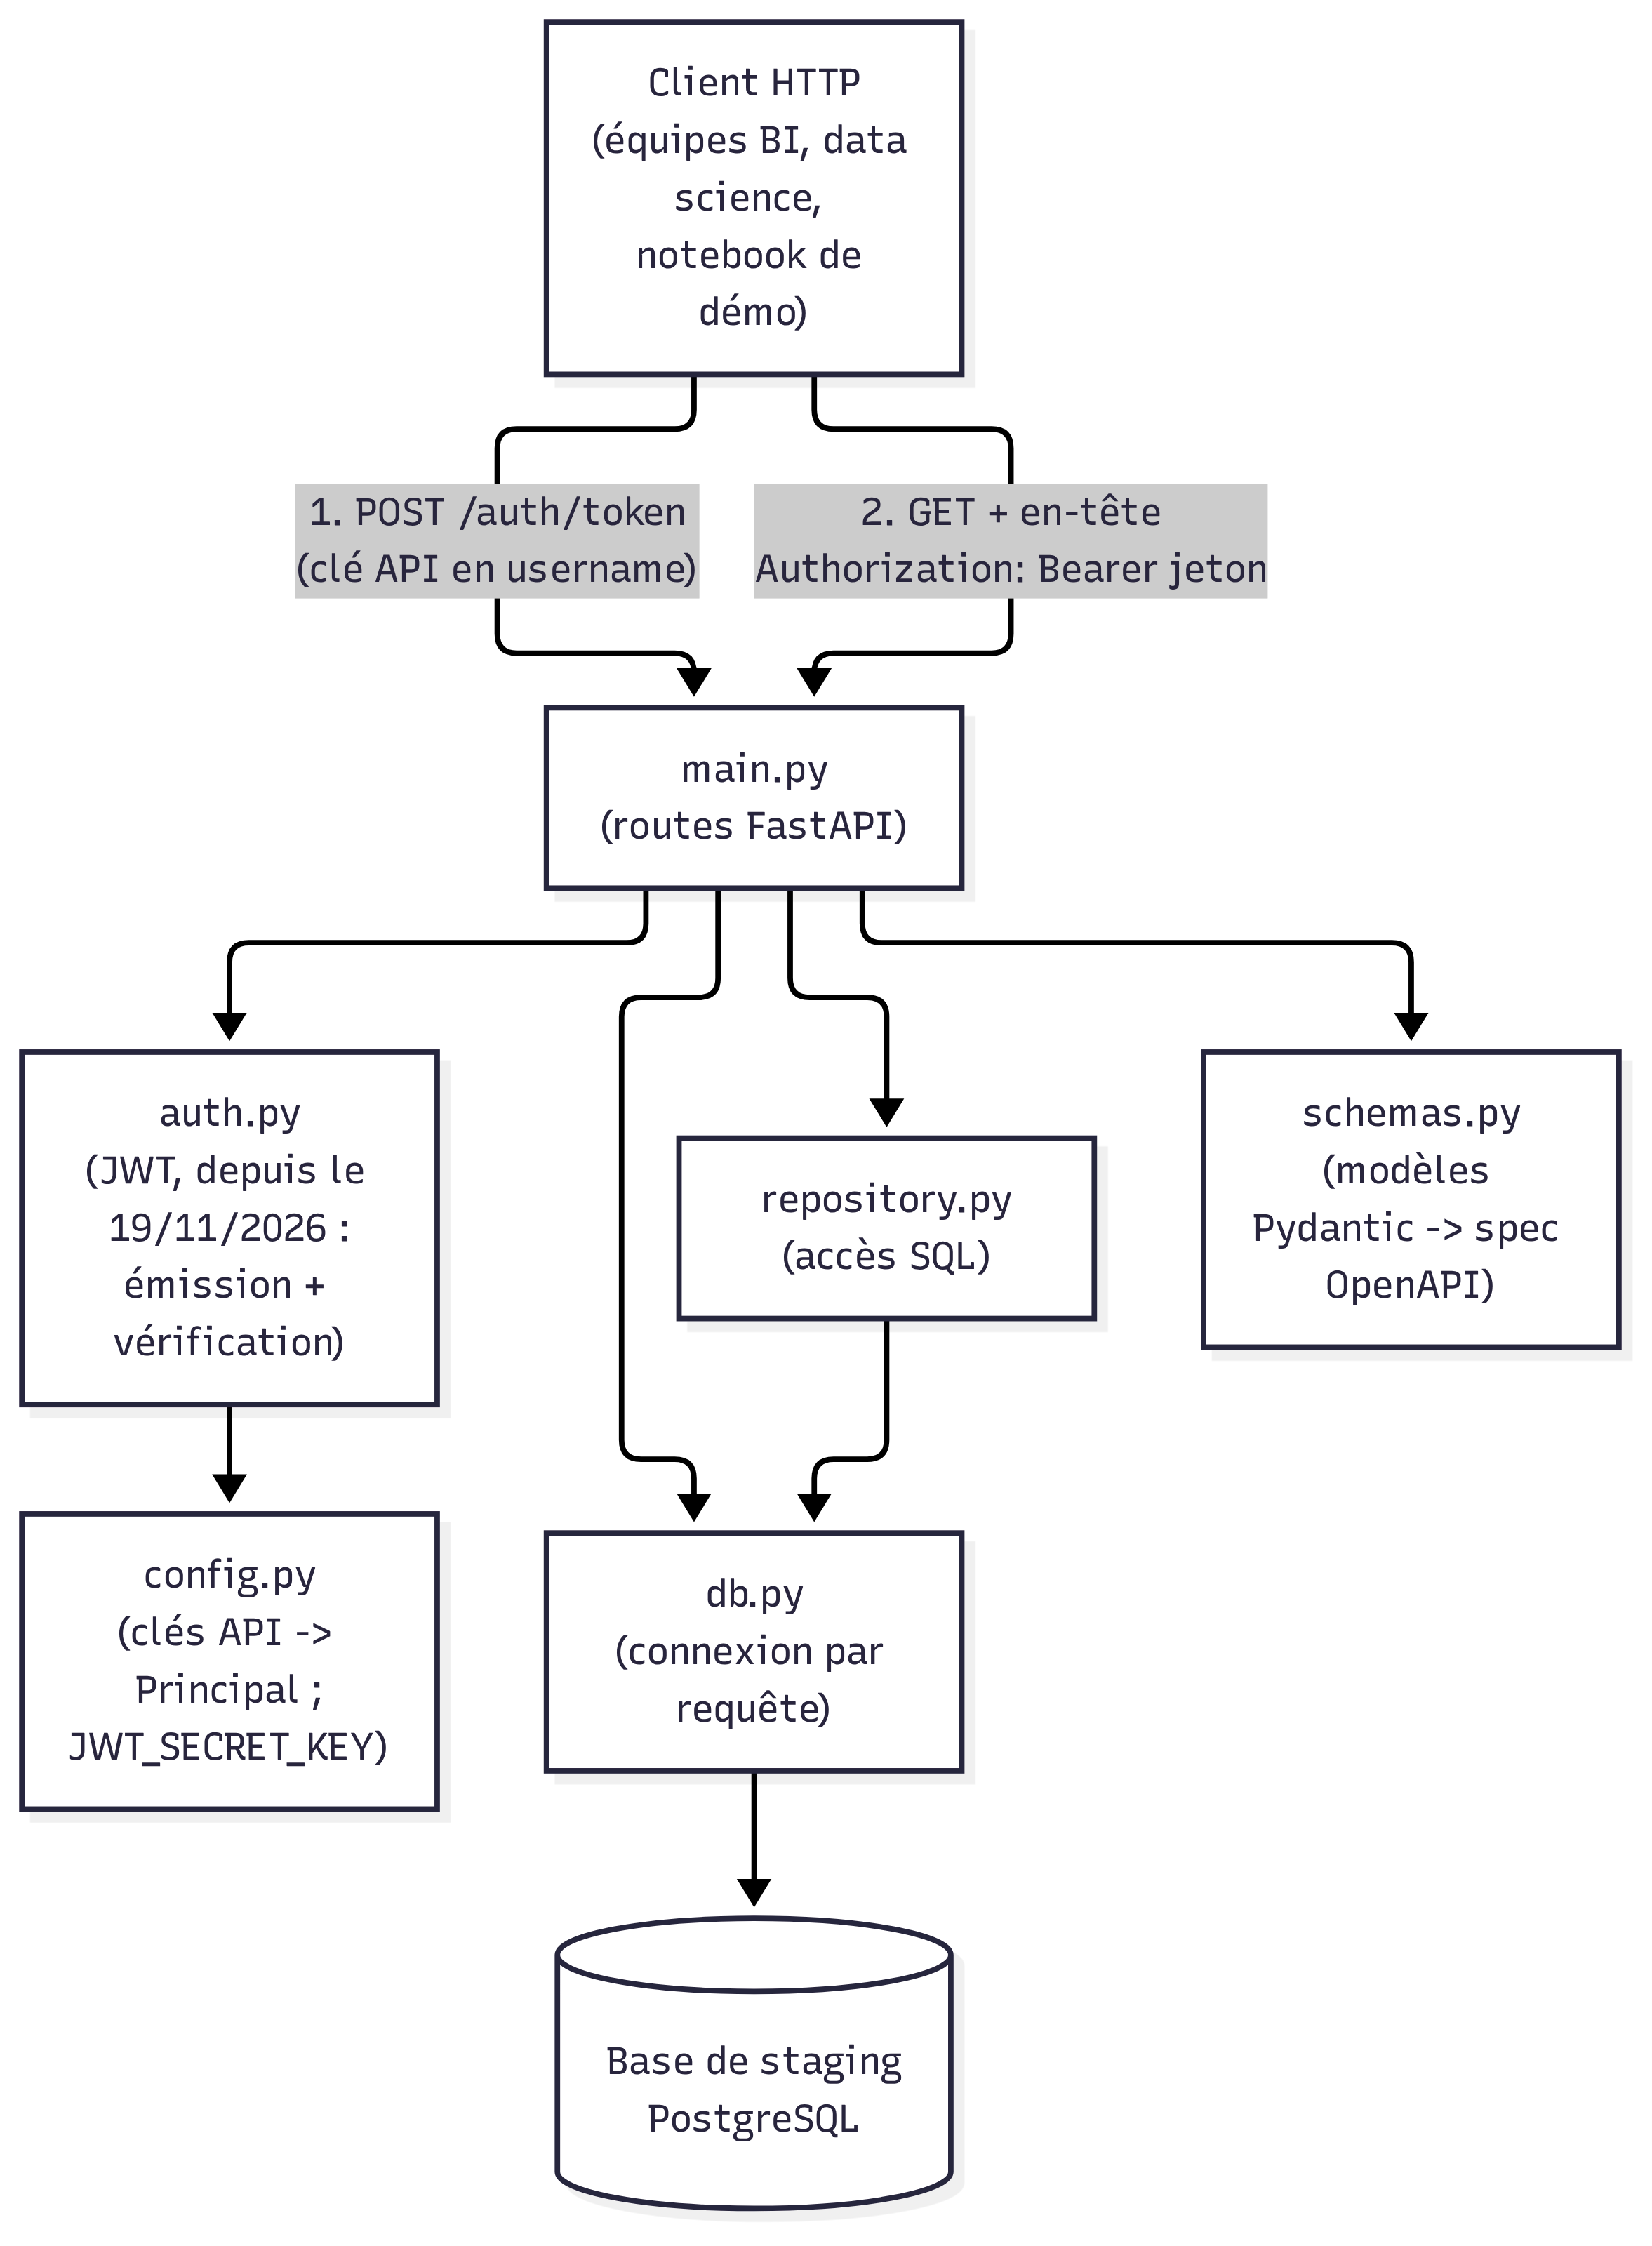 Client HTTP
(équipes BI, data
science,
notebook de
démo)
1. POST /auth/token
(clé API en username)
2. GET + en-tête
Authorization: Bearer jeton
main.py
(routes FastAPI)
auth.py
(JWT, depuis le
19/11/2026 :
émission +
vérification)
repository.py
(accès SQL)
schemas.py
(modèles
Pydantic -> spec
OpenAPI)
config.py
(clés API ->
Principal ;
JWT_SECRET_KEY)
db.py
(connexion par
requête)
Base de staging
PostgreSQL